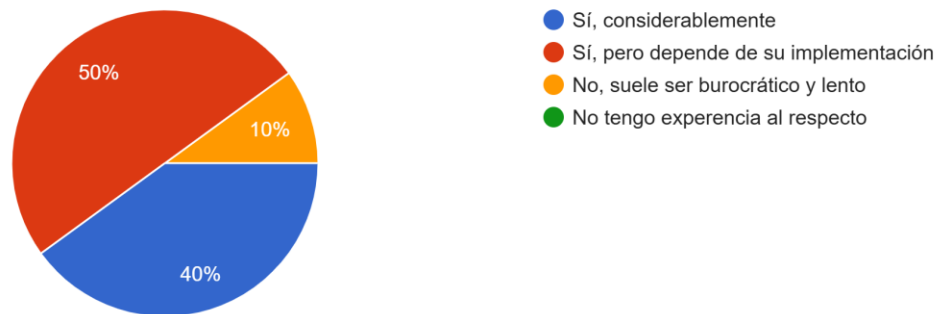 50%
10%
40%
Sí, considerablemente
Sí, pero depende de su implementación
No, suele ser burocrático y lento
No tengo experencia al respecto